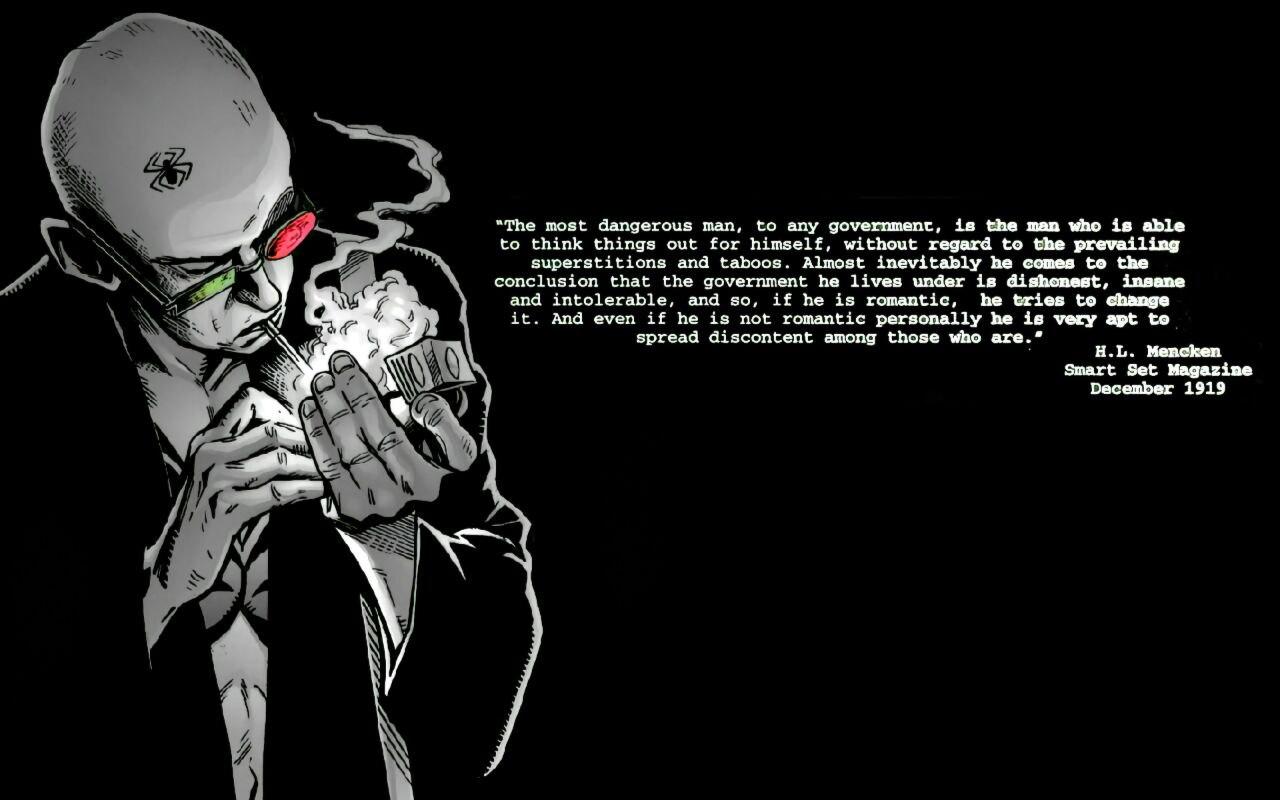 "The most dangerous man, to any government, is the man who is able
to think things out for himself, without regard to the prevailing
superstitions and taboos. Almost inevitably he comes to the
conclusion that the government he lives under is dishonest, insane
and intolerable, and so, if he is romantic, he tries to change
it. And even if he is not romantic personally he is very apt to
spread discontent among those who are."
H.L. Mencken
Smart Set Magazine
December 1919